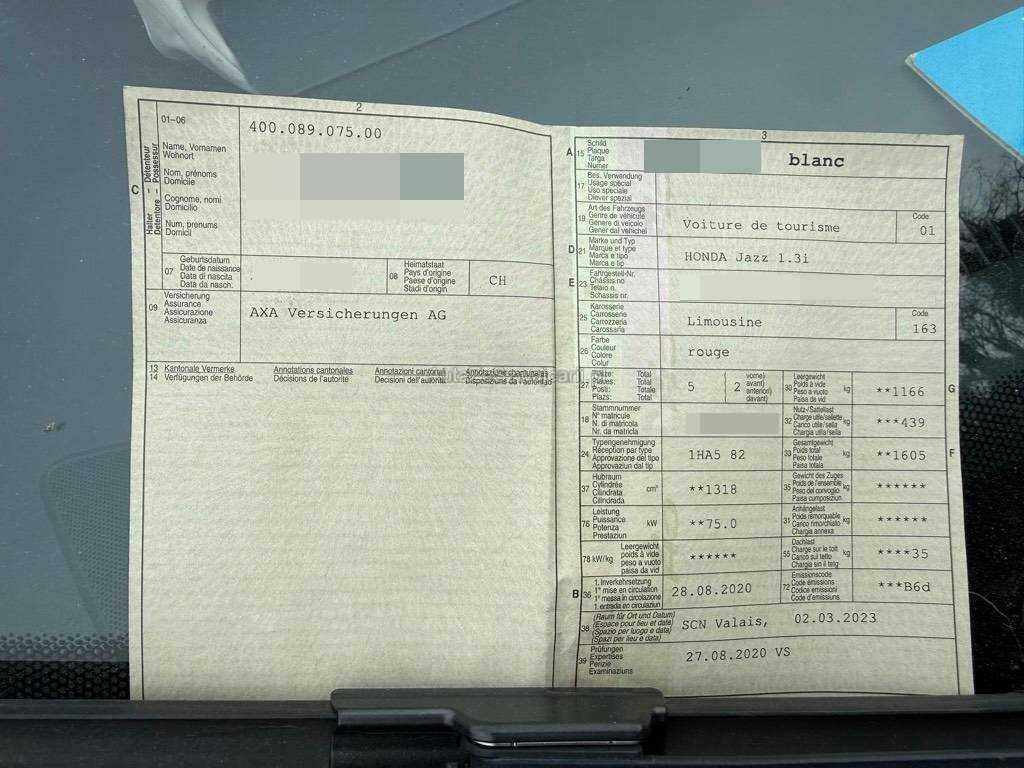 2
01–06
400.089.075.00
C
Halter – Détenteur
Detentore – Possessur
Name, Vornamen
Wohnort
Nom, prénoms
Domicile
Cognome, nomi
Domicilio
Num, prenums
Domicil
07
Geburtsdatum
Date de naissance
Data di nascita
Data da nasch.
08
Heimatstaat
Pays d'origine
Paese d'origine
Stadi d'origin
CH
09
Versicherung
Assurance
Assicurazione
Assicuranza
AXA Versicherungen AG
13 Kantonale Vermerke Annotations cantonales Annotazioni cantonali Annotaziuns chantunalas
14 Verfügungen der Behörde Décisions de l'autorité Decisioni dell'autorità Disposiziuns da l'autoritad
3
A 15
Schild
Plaque
Targa
Numer
blanc
17
Bes. Verwendung
Usage spécial
Uso speciale
Diever spezial
19
Art des Fahrzeugs
Genre de véhicule
Genere di veicolo
Gener dal vehichel
Voiture de tourisme
Code
01
D 21
Marke und Typ
Marque et type
Marca e tipo
Marca e tip
HONDA Jazz 1.3i
E 23
Fahrgestell-Nr.
Châssis no
Telaio n.
Schassis nr.
25
Karosserie
Carrosserie
Carrozzeria
Carossaria
Limousine
Code
163
26
Farbe
Couleur
Colore
Colur
rouge
27
Plätze: Total
Places: Total
Posti: Totale
Plazs: Total
5 ( 2
vorne)
avant)
anteriori)
davant)
30
Leergewicht
Poids à vide
Peso a vuoto
Paisa da vid
kg
**1166
G
18
Stammnummer
N° matricule
N. di matricola
Nr. da matricla
32
Nutz-/Sattellast
Charge utile/sellette
Carico utile/sella
Chargia utila/sella
kg
***439
24
Typengenehmigung
Réception par type
Approvazione del tipo
Approvaziun dal tip
1HA5 82
33
Gesamtgewicht
Poids total
Peso totale
Paisa totala
kg
**1605
F
37
Hubraum
Cylindrée
Cilindrata
Cilindrada
cm³
**1318
35
Gewicht des Zuges
Poids de l'ensemble
Peso del convoglio
Paisa cumposiziun
kg
******
76
Leistung
Puissance
Potenza
Prestaziun
kW
**75.0
31
Anhängelast
Poids remorquable
Carico rimorchiato
Chargia annexa
kg
******
78 kW/kg
Leergewicht
poids à vide
peso a vuoto
paisa da vid
******
55
Dachlast
Charge sur le toit
Carico sul tetto
Chargia sin il tetg
kg
****35
B 36
1. Inverkehrsetzung
1re mise en circulation
1a messa in circolazione
1. entrada en circulaziun
28.08.2020
72
Emissionscode
Code émissions
Codice emissioni
Code d'emissiuns
***B6d
38
(Raum für Ort und Datum)
(Espace pour lieu et date)
(Spazio per luogo e data)
(Spazi per lieu e data)
SCN Valais, 02.03.2023
39
Prüfungen
Expertises
Perizie
Examinaziuns
27.08.2020 VS